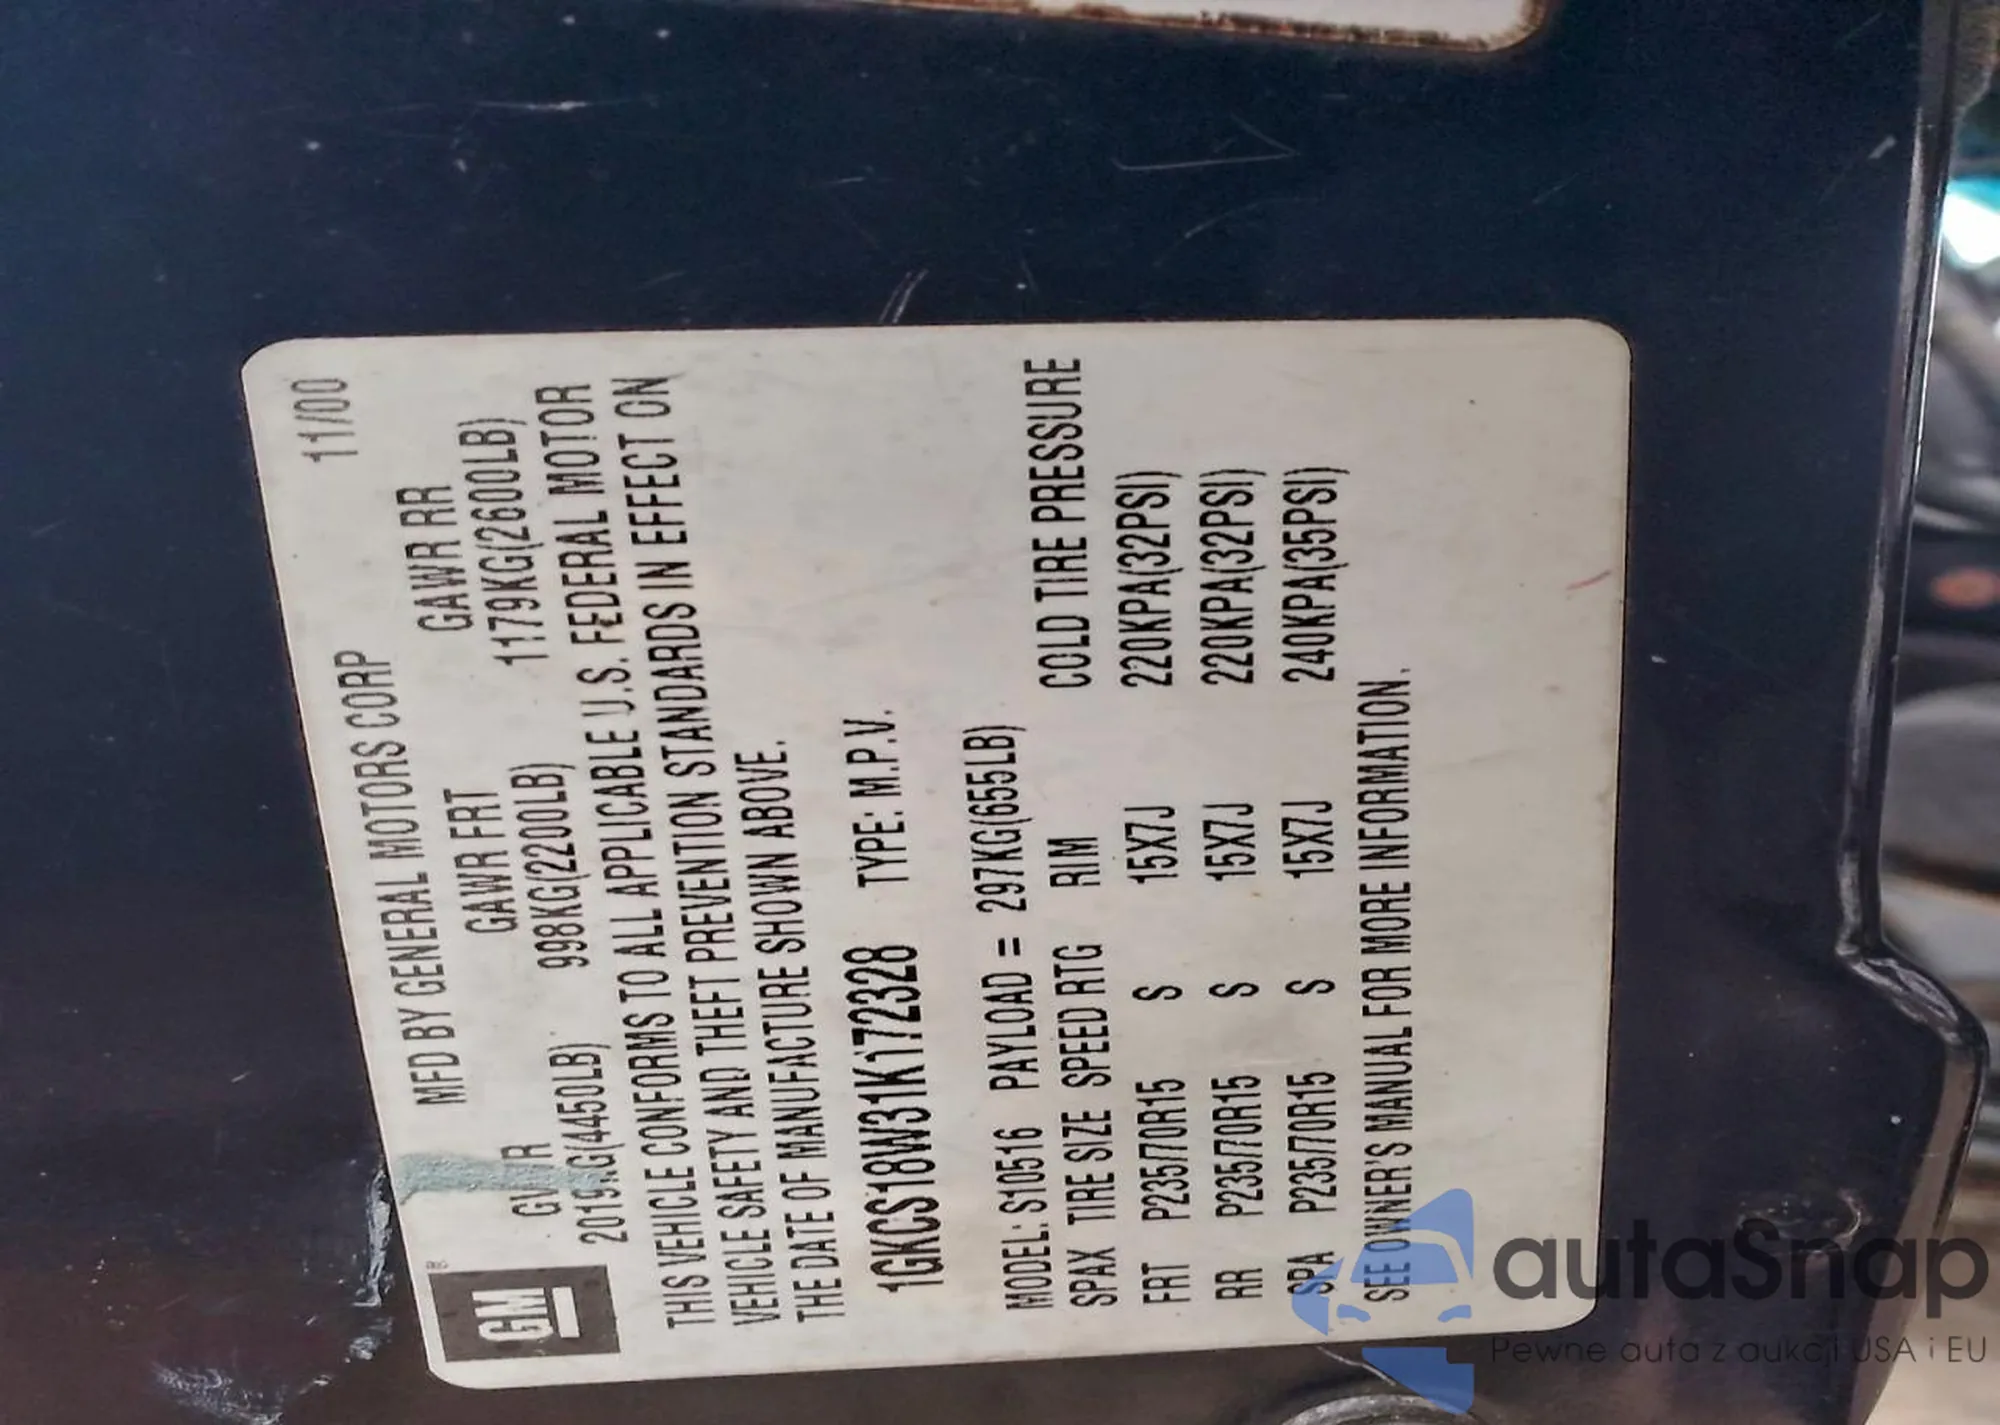 GM ®
MFD BY GENERAL MOTORS CORP 11/00
GVWR GAWR FRT GAWR RR
2019KG(4450LB) 998KG(2200LB) 1179KG(2600LB)
THIS VEHICLE CONFORMS TO ALL APPLICABLE U.S. FEDERAL MOTOR
VEHICLE SAFETY AND THEFT PREVENTION STANDARDS IN EFFECT ON
THE DATE OF MANUFACTURE SHOWN ABOVE.
1GKCS18W31K172328 TYPE: M.P.V.
MODEL: S10516 PAYLOAD = 297KG(655LB)
SPAX TIRE SIZE SPEED RTG RIM COLD TIRE PRESSURE
FRT P235/70R15 S 15X7J 220KPA(32PSI)
RR P235/70R15 S 15X7J 220KPA(32PSI)
SPA P235/70R15 S 15X7J 240KPA(35PSI)
SEE OWNER'S MANUAL FOR MORE INFORMATION.
autaSnap
Pewne auta z aukcji USA i EU